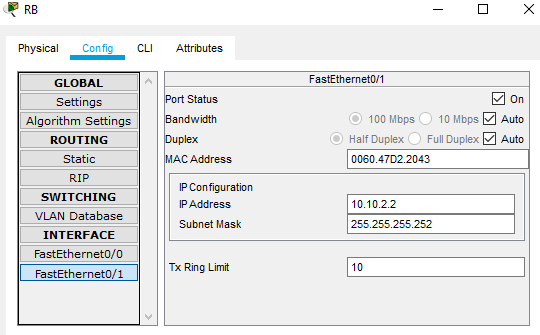 RB
Physical Config CLI Attributes
GLOBAL
Settings
Algorithm Settings
ROUTING
Static
RIP
SWITCHING
VLAN Database
INTERFACE
FastEthernet0/0
FastEthernet0/1
FastEthernet0/1
Port Status On
Bandwidth 100 Mbps 10 Mbps Auto
Duplex Half Duplex Full Duplex Auto
MAC Address 0060.47D2.2043
IP Configuration
IP Address 10.10.2.2
Subnet Mask 255.255.255.252
Tx Ring Limit 10